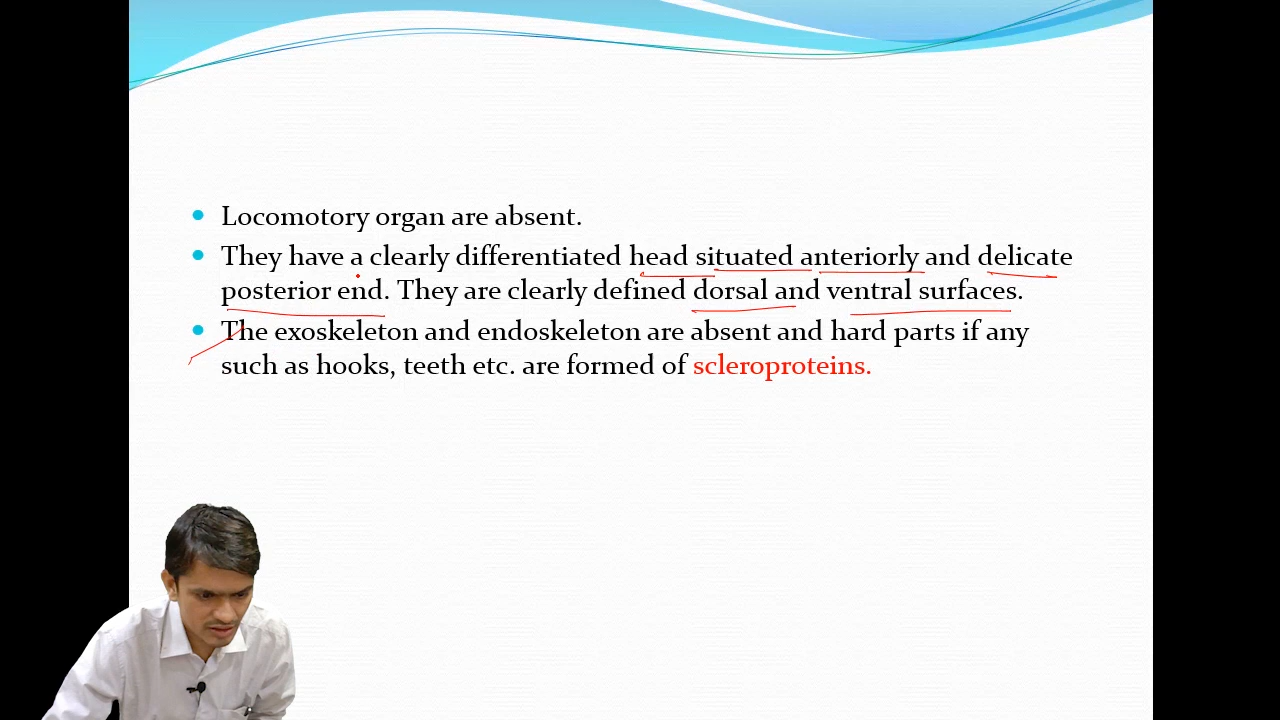 Locomotory organ are absent.
They have a clearly differentiated head situated anteriorly and delicate
posterior end. They are clearly defined dorsal and ventral surfaces.
The exoskeleton and endoskeleton are absent and hard parts if any
such as hooks, teeth etc. are formed of scleroproteins.